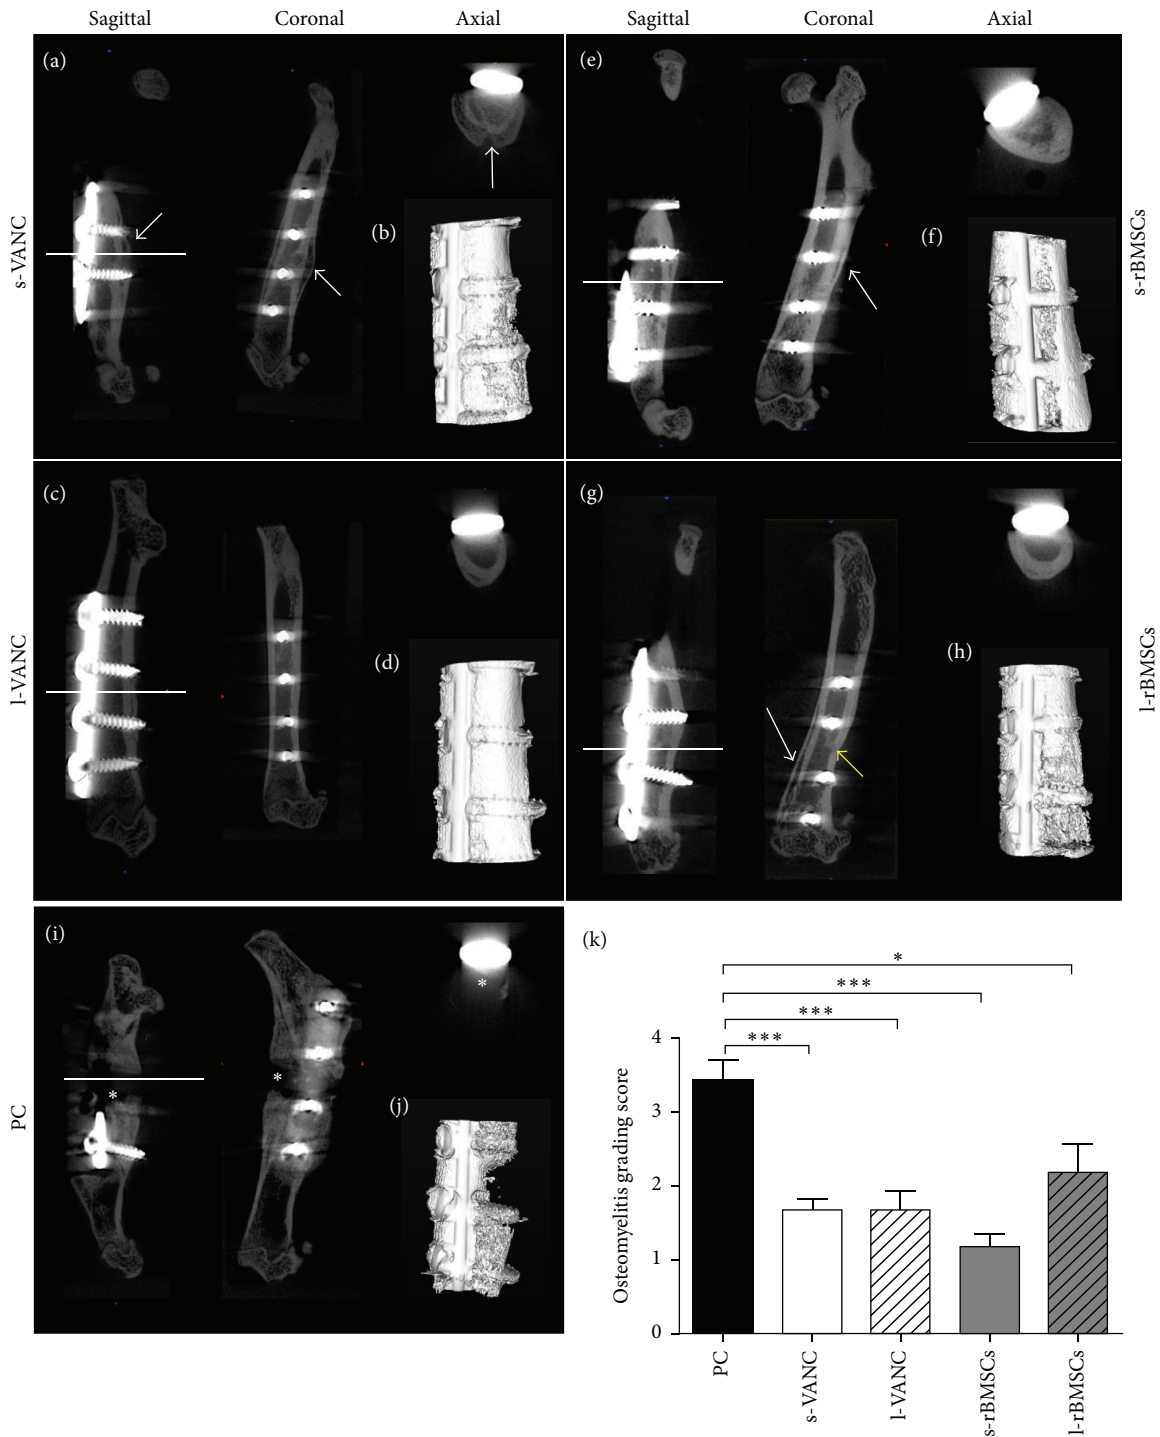 Sagittal Coronal Axial Sagittal Coronal Axial
(a)
(b)
s-VANC
(e)
(f)
s-rBMSCs
(c)
(d)
l-VANC
(g)
(h)
l-rBMSCs
(i)
*
*
*
(j)
PC
(k)
*
***
***
***
4
3
2
1
0
Osteomyelitis grading score
PC
s-VANC
l-VANC
s-rBMSCs
l-rBMSCs